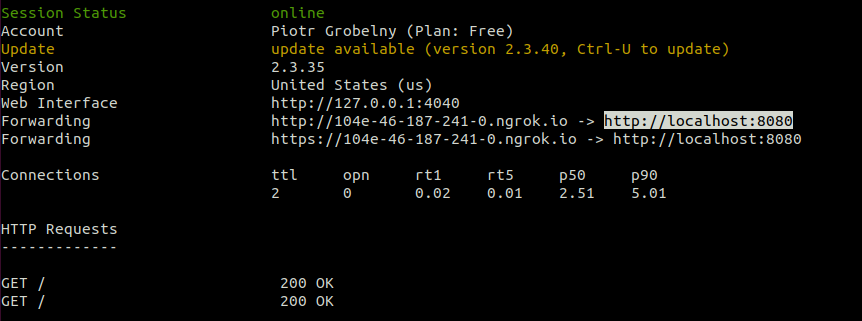 Session Status online
Account Piotr Grobelny (Plan: Free)
Update update available (version 2.3.40, Ctrl-U to update)
Version 2.3.35
Region United States (us)
Web Interface http://127.0.0.1:4040
Forwarding http://104e-46-187-241-0.ngrok.io -> http://localhost:8080
Forwarding https://104e-46-187-241-0.ngrok.io -> http://localhost:8080
Connections ttl opn rt1 rt5 p50 p90
2 0 0.02 0.01 2.51 5.01
HTTP Requests
-------------
GET / 200 OK
GET / 200 OK